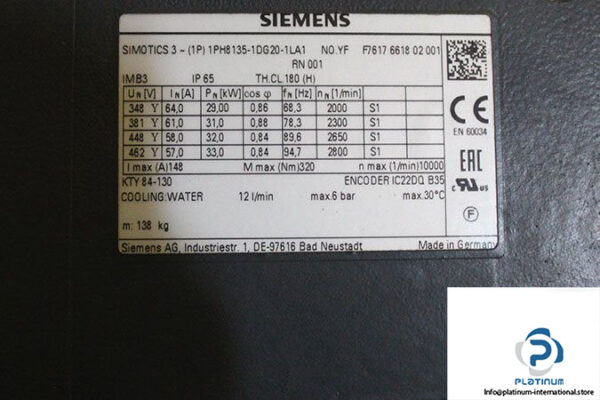 SIEMENS
SIMOTICS 3 ~ (1P) 1PH8135-1DG20-1LA1 NO.YF F7617 6618 02 001
RN 001
IMB3 IP 65 TH.CL.180 (H)
U N [V] I N [A] P N [kW] cos φ f N [Hz] n N [1/min]
348 Y 64,0 29,00 0,86 68,3 2000 S1
381 Y 61,0 31,0 0,88 78,3 2300 S1
448 Y 58,0 32,0 0,84 89,6 2650 S1
462 Y 57,0 33,0 0,84 94,7 2800 S1
I max (A)148 M max (Nm)320 n max (1/min)10000
KTY 84-130 ENCODER IC22DQ B35
COOLING:WATER 12 l/min max.6 bar max.30°C
m: 138 kg
Siemens AG, Industriestr. 1, DE-97616 Bad Neustadt Made in Germany
CE
EN 60034
EAC
c RU us
F
PLATINUM
Info@platinum-international.store